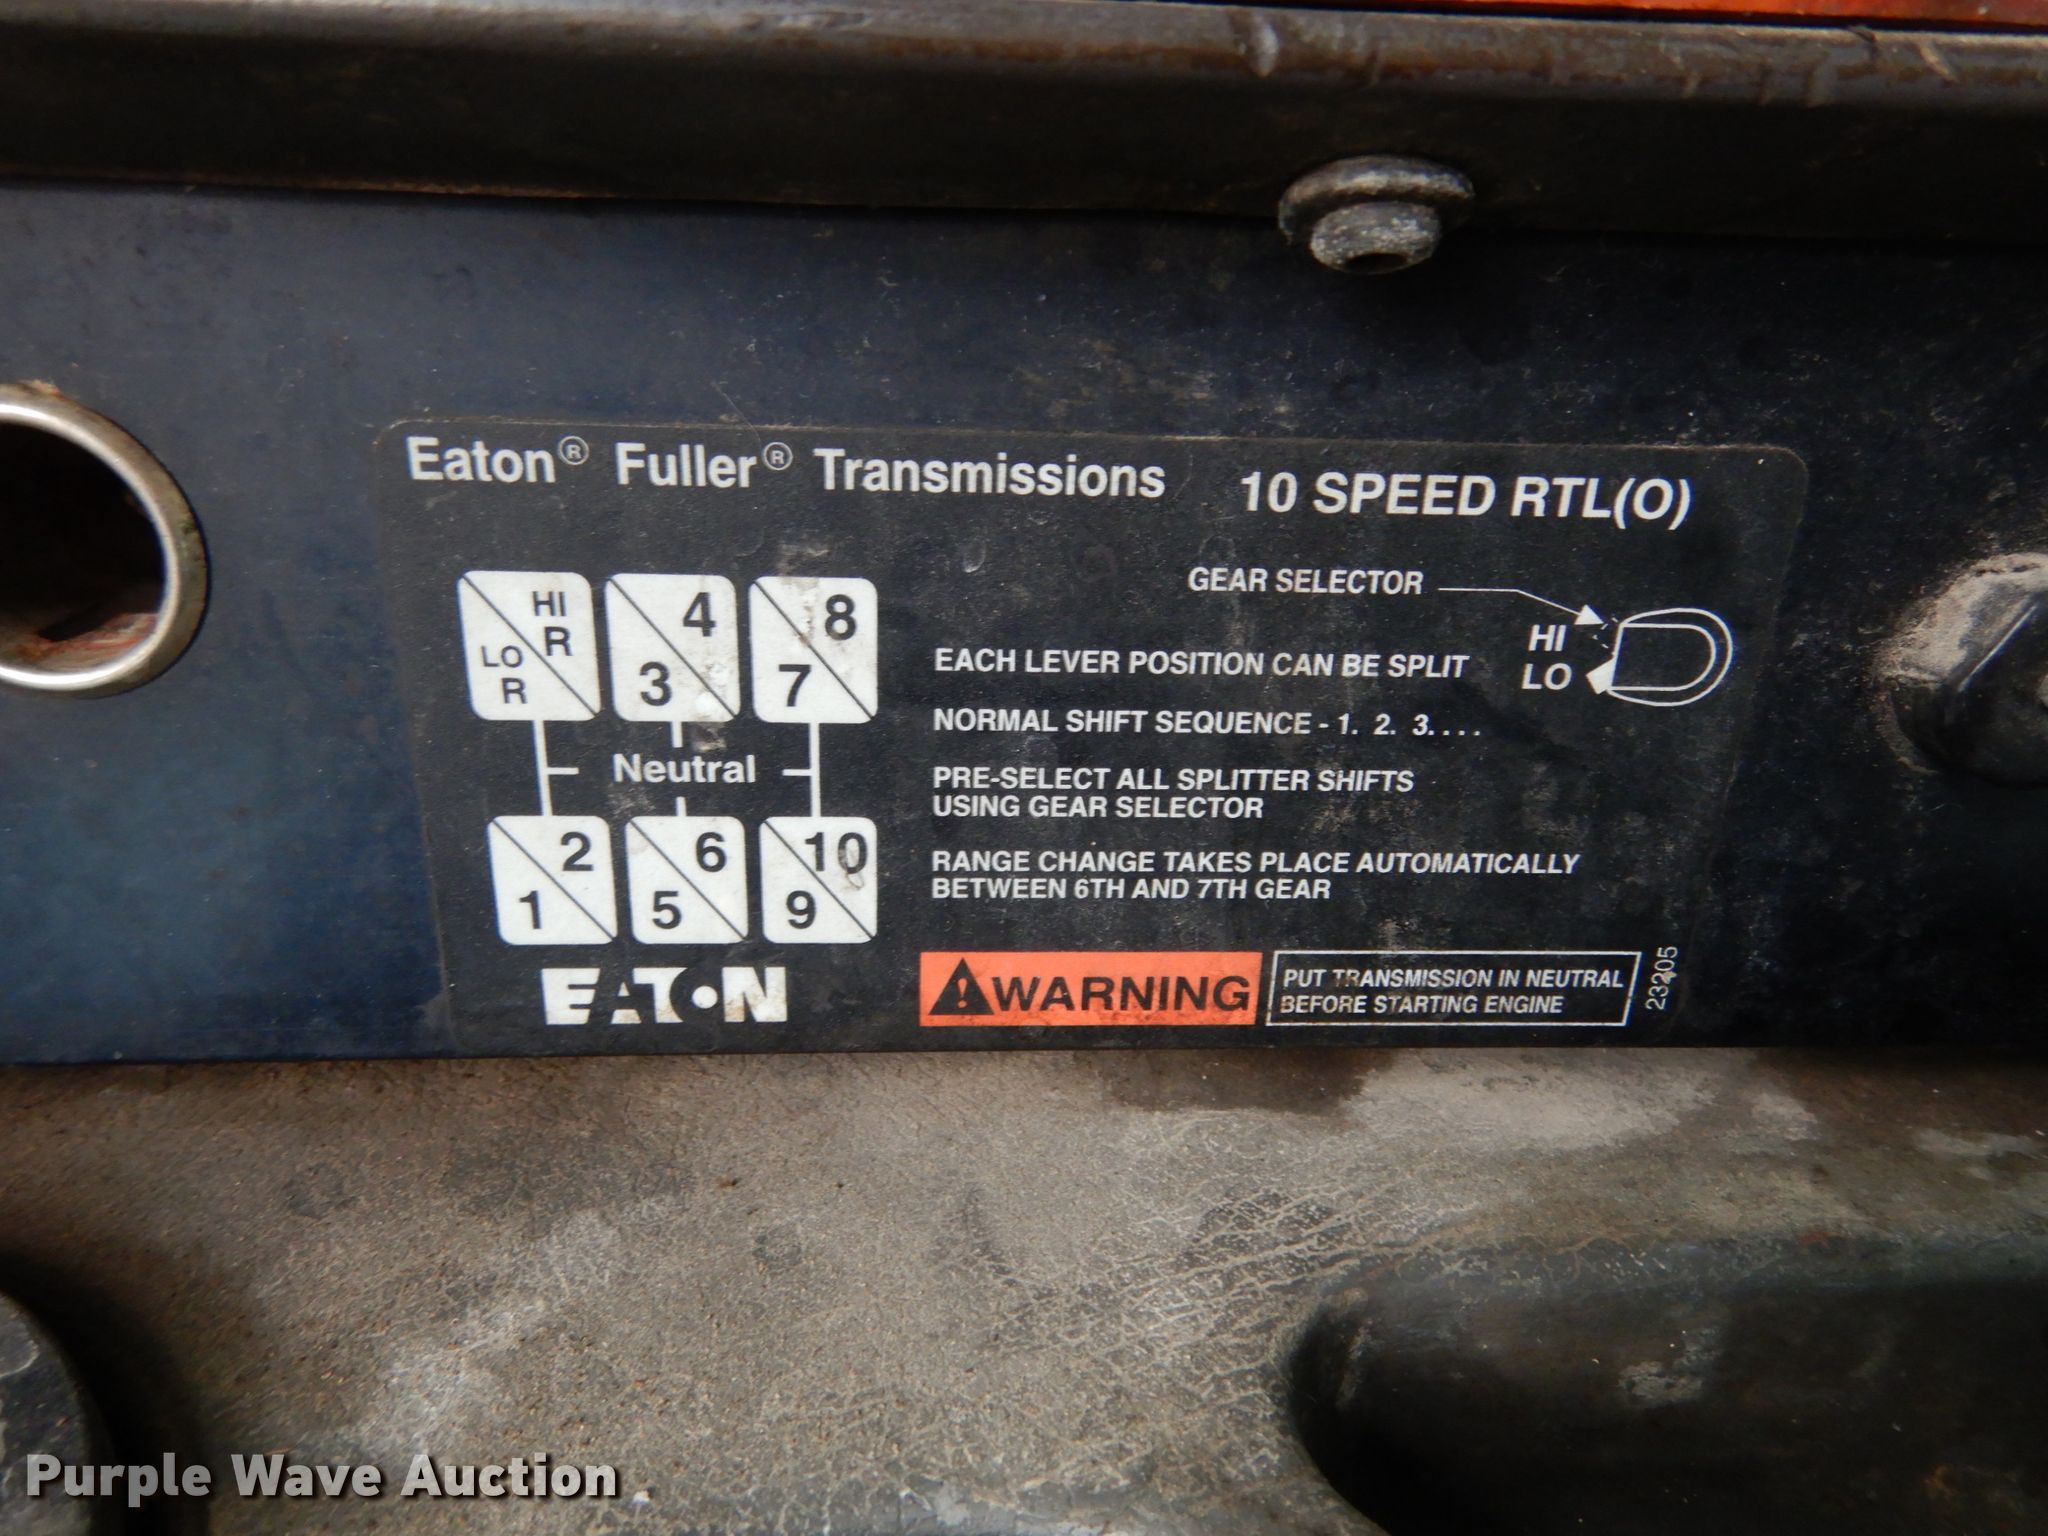 Eaton® Fuller® Transmissions 10 SPEED RTL(O)
GEAR SELECTOR
HI
LO
HI
R
LO
R
4
3
8
7
Neutral
2
1
6
5
10
9
EATON
EACH LEVER POSITION CAN BE SPLIT
NORMAL SHIFT SEQUENCE - 1. 2. 3. . . .
PRE-SELECT ALL SPLITTER SHIFTS
USING GEAR SELECTOR
RANGE CHANGE TAKES PLACE AUTOMATICALLY
BETWEEN 6TH AND 7TH GEAR
WARNING
PUT TRANSMISSION IN NEUTRAL
BEFORE STARTING ENGINE
23205
Purple Wave Auction